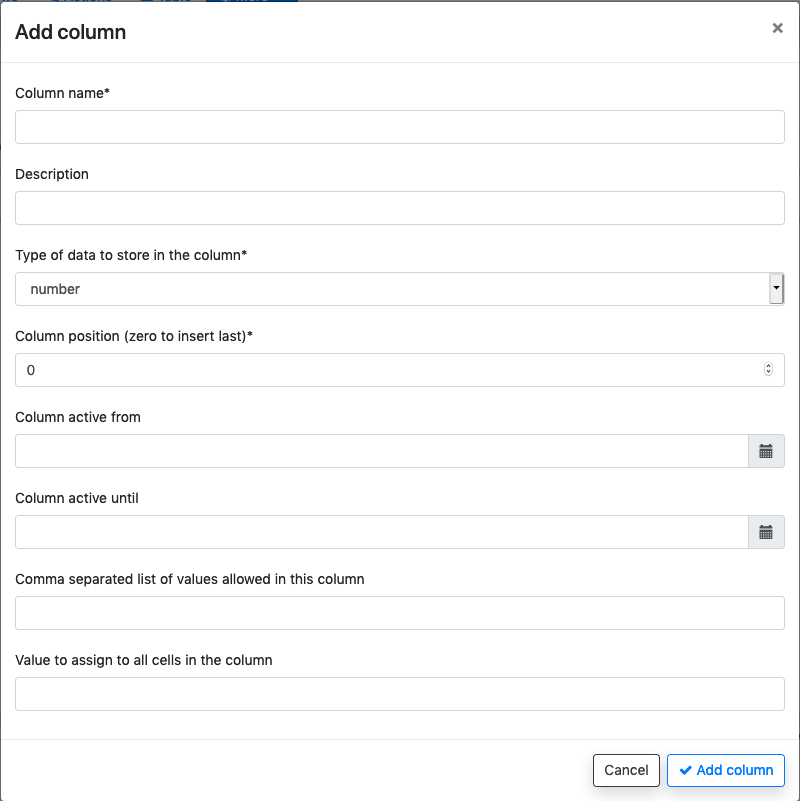 Add column
×
Column name*
Description
Type of data to store in the column*
number
Column position (zero to insert last)*
0
Column active from
Column active until
Comma separated list of values allowed in this column
Value to assign to all cells in the column
Cancel
Add column